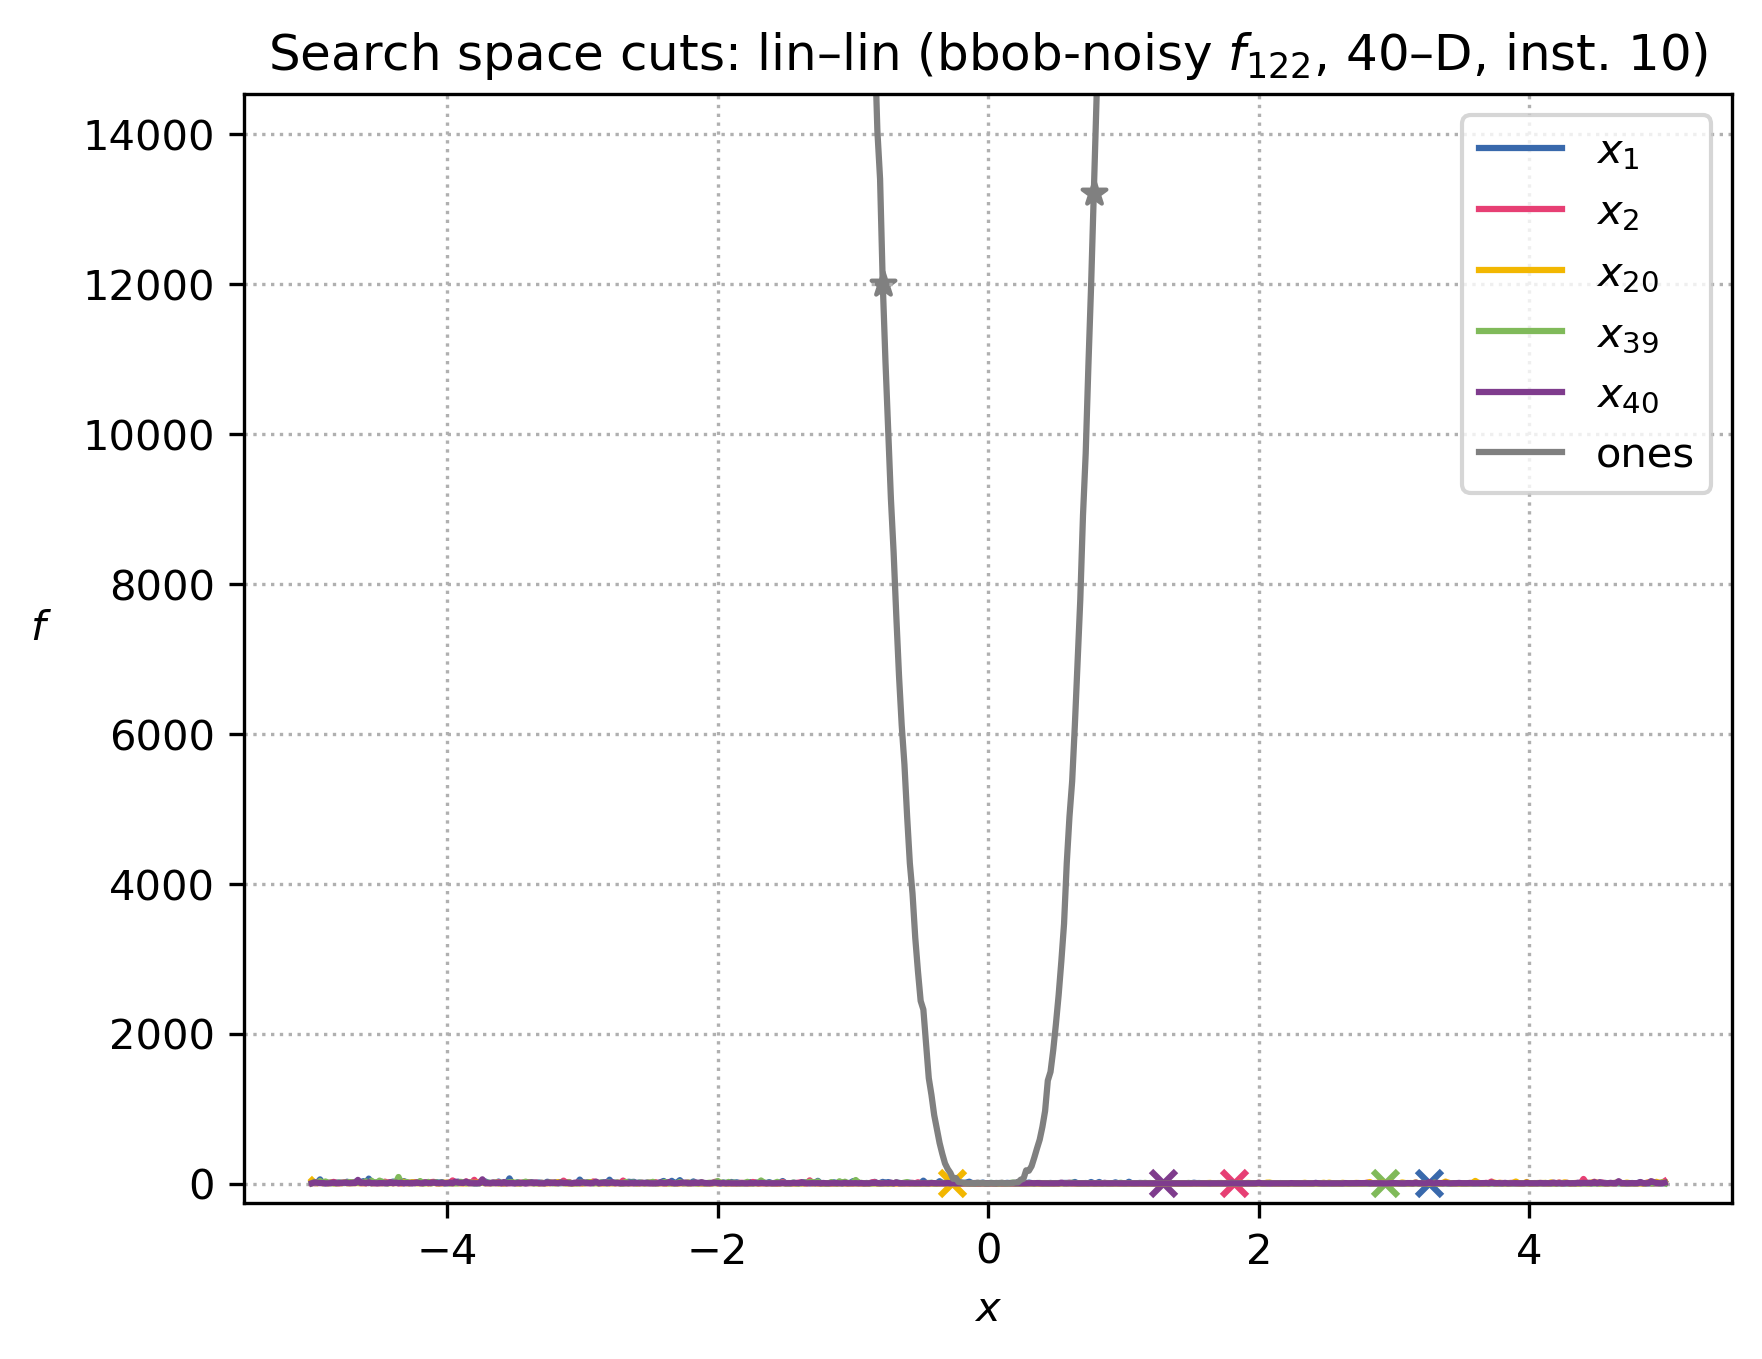 Search space cuts: lin–lin (bbob-noisy f₁₂₂, 40–D, inst. 10)
14000
12000
10000
8000
6000
4000
2000
0
f
−4
−2
0
2
4
x
x₁
x₂
x₂₀
x₃₉
x₄₀
ones